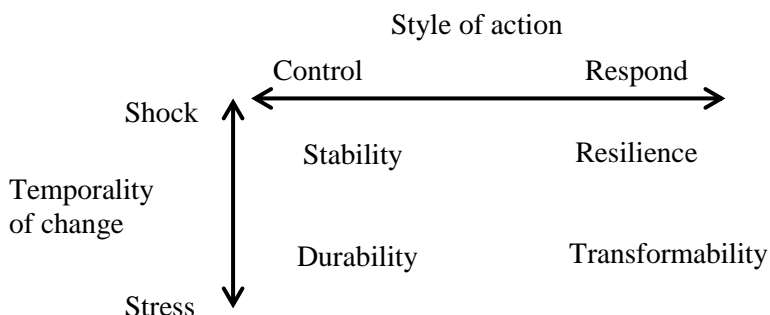 Style of action
Control Respond
Shock
Stability Resilience
Temporality
of change
Durability Transformability
Stress